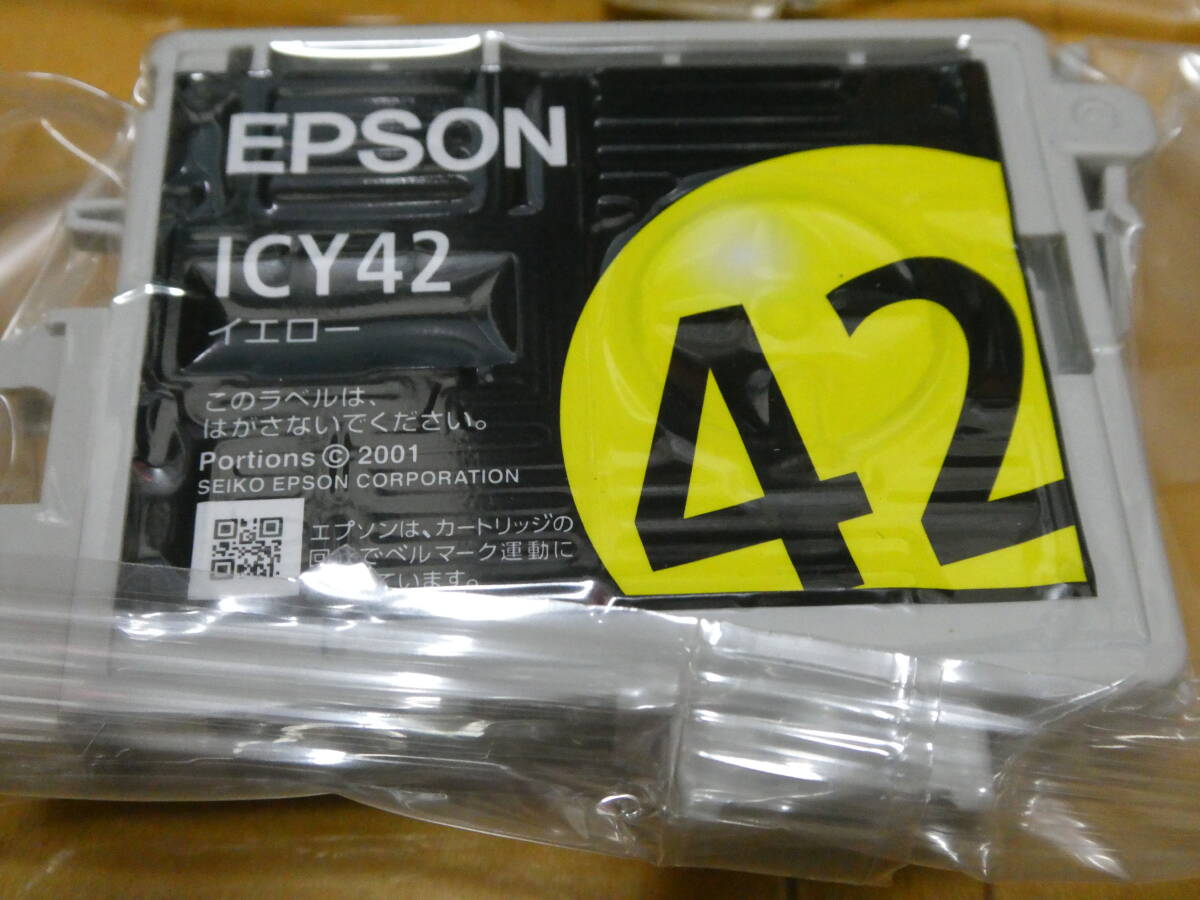 EPSON
ICY42
イエロー
このラベルは、
はがさないでください。
Portions © 2001
SEIKO EPSON CORPORATION
エプソンは、カートリッジの
でベルマーク運動に
ています。
42